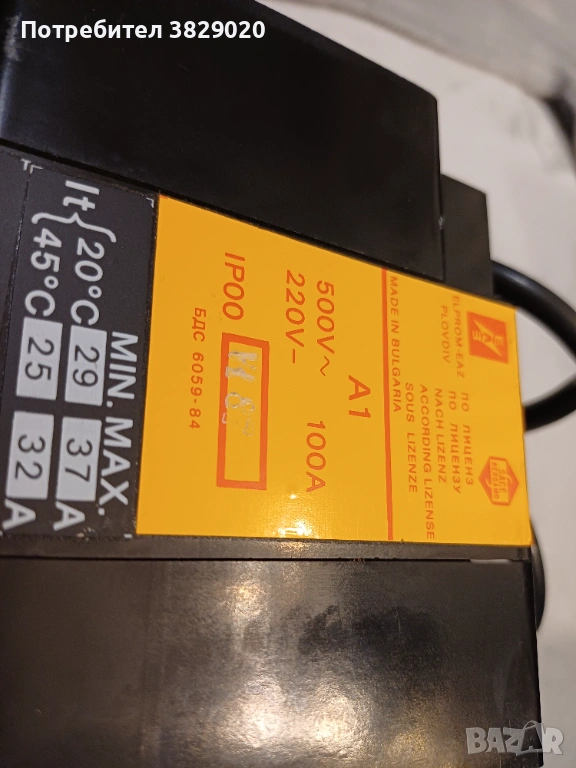 Потребител 3829020
ELPROM-EAZ
PLOVDIV
ПО ЛИЦЕНЗ
ПО ЛИЦЕНЗУ
NACH LIZENZ
ACCORDING LIZENSE
SOUS LIZENZE
MADE IN BULGARIA
A1
500V~ 100A
220V-
IP00
БДС 6059-84
MIN. MAX.
It{20°C 29 37 A
45°C 25 32 A
BAZAR